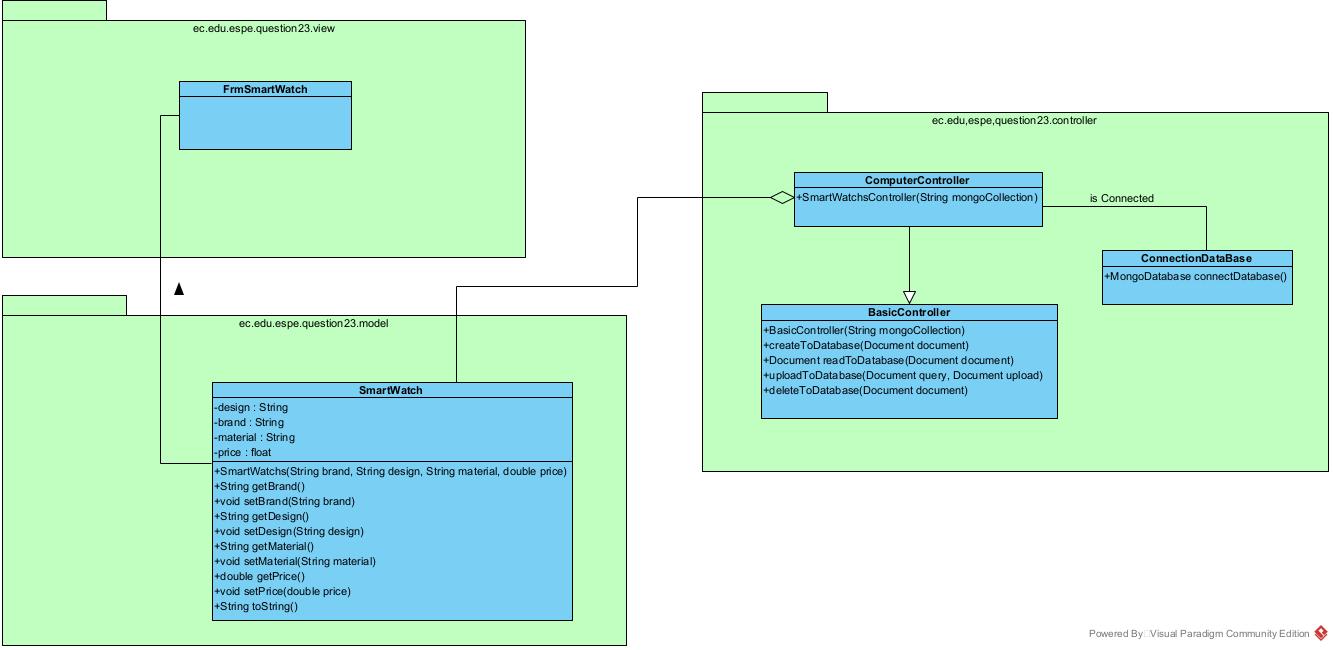 ec.edu.espe.question23.view
FrmSmartWatch
ec.edu,espe,question23.controller
ComputerController
+SmartWatchsController(String mongoCollection)
is Connected
ConnectionDataBase
+MongoDatabase connectDatabase()
BasicController
+BasicController(String mongoCollection)
+createToDatabase(Document document)
+Document readToDatabase(Document document)
+uploadToDatabase(Document query, Document upload)
+deleteToDatabase(Document document)
ec.edu.espe.question23.model
SmartWatch
-design : String
-brand : String
-material : String
-price : float
+SmartWatchs(String brand, String design, String material, double price)
+String getBrand()
+void setBrand(String brand)
+String getDesign()
+void setDesign(String design)
+String getMaterial()
+void setMaterial(String material)
+double getPrice()
+void setPrice(double price)
+String toString()
Powered By Visual Paradigm Community Edition